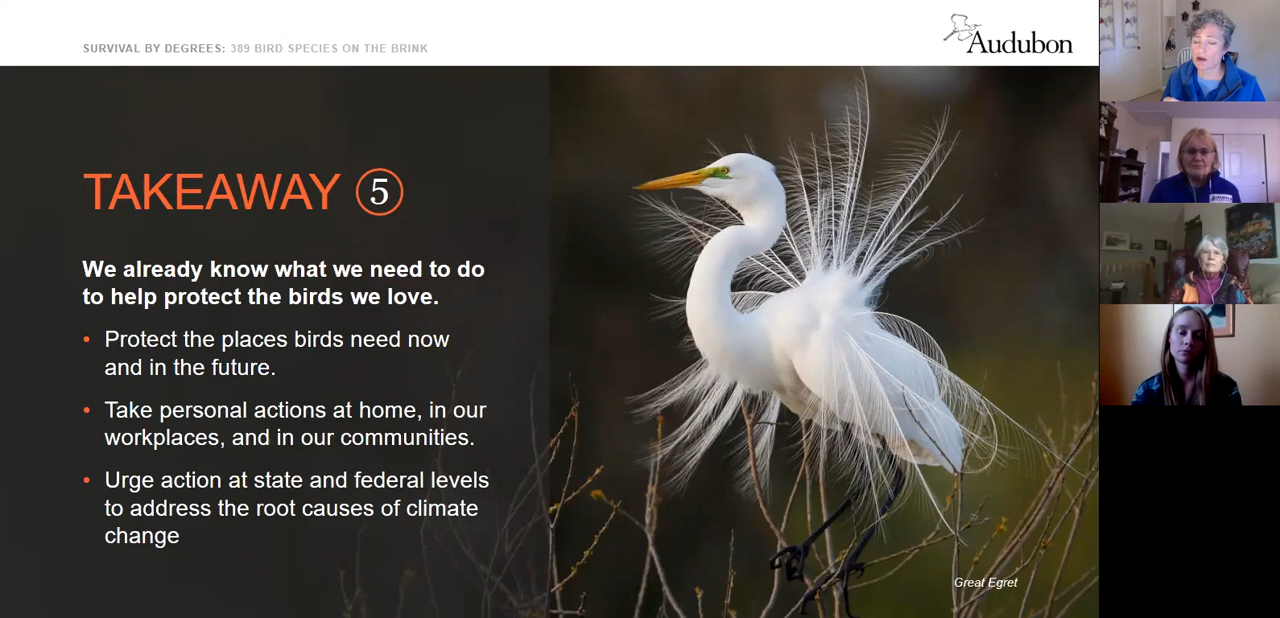 SURVIVAL BY DEGREES: 389 BIRD SPECIES ON THE BRINK
Audubon
TAKEAWAY 5
We already know what we need to do
to help protect the birds we love.
• Protect the places birds need now
and in the future.
• Take personal actions at home, in our
workplaces, and in our communities.
• Urge action at state and federal levels
to address the root causes of climate
change
Great Egret